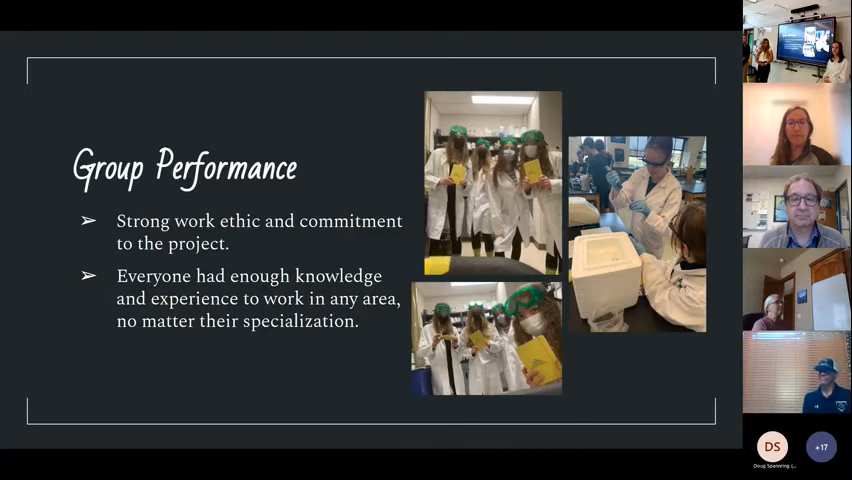 Group Performance
➢ Strong work ethic and commitment
to the project.
➢ Everyone had enough knowledge
and experience to work in any area,
no matter their specialization.
DS
+17